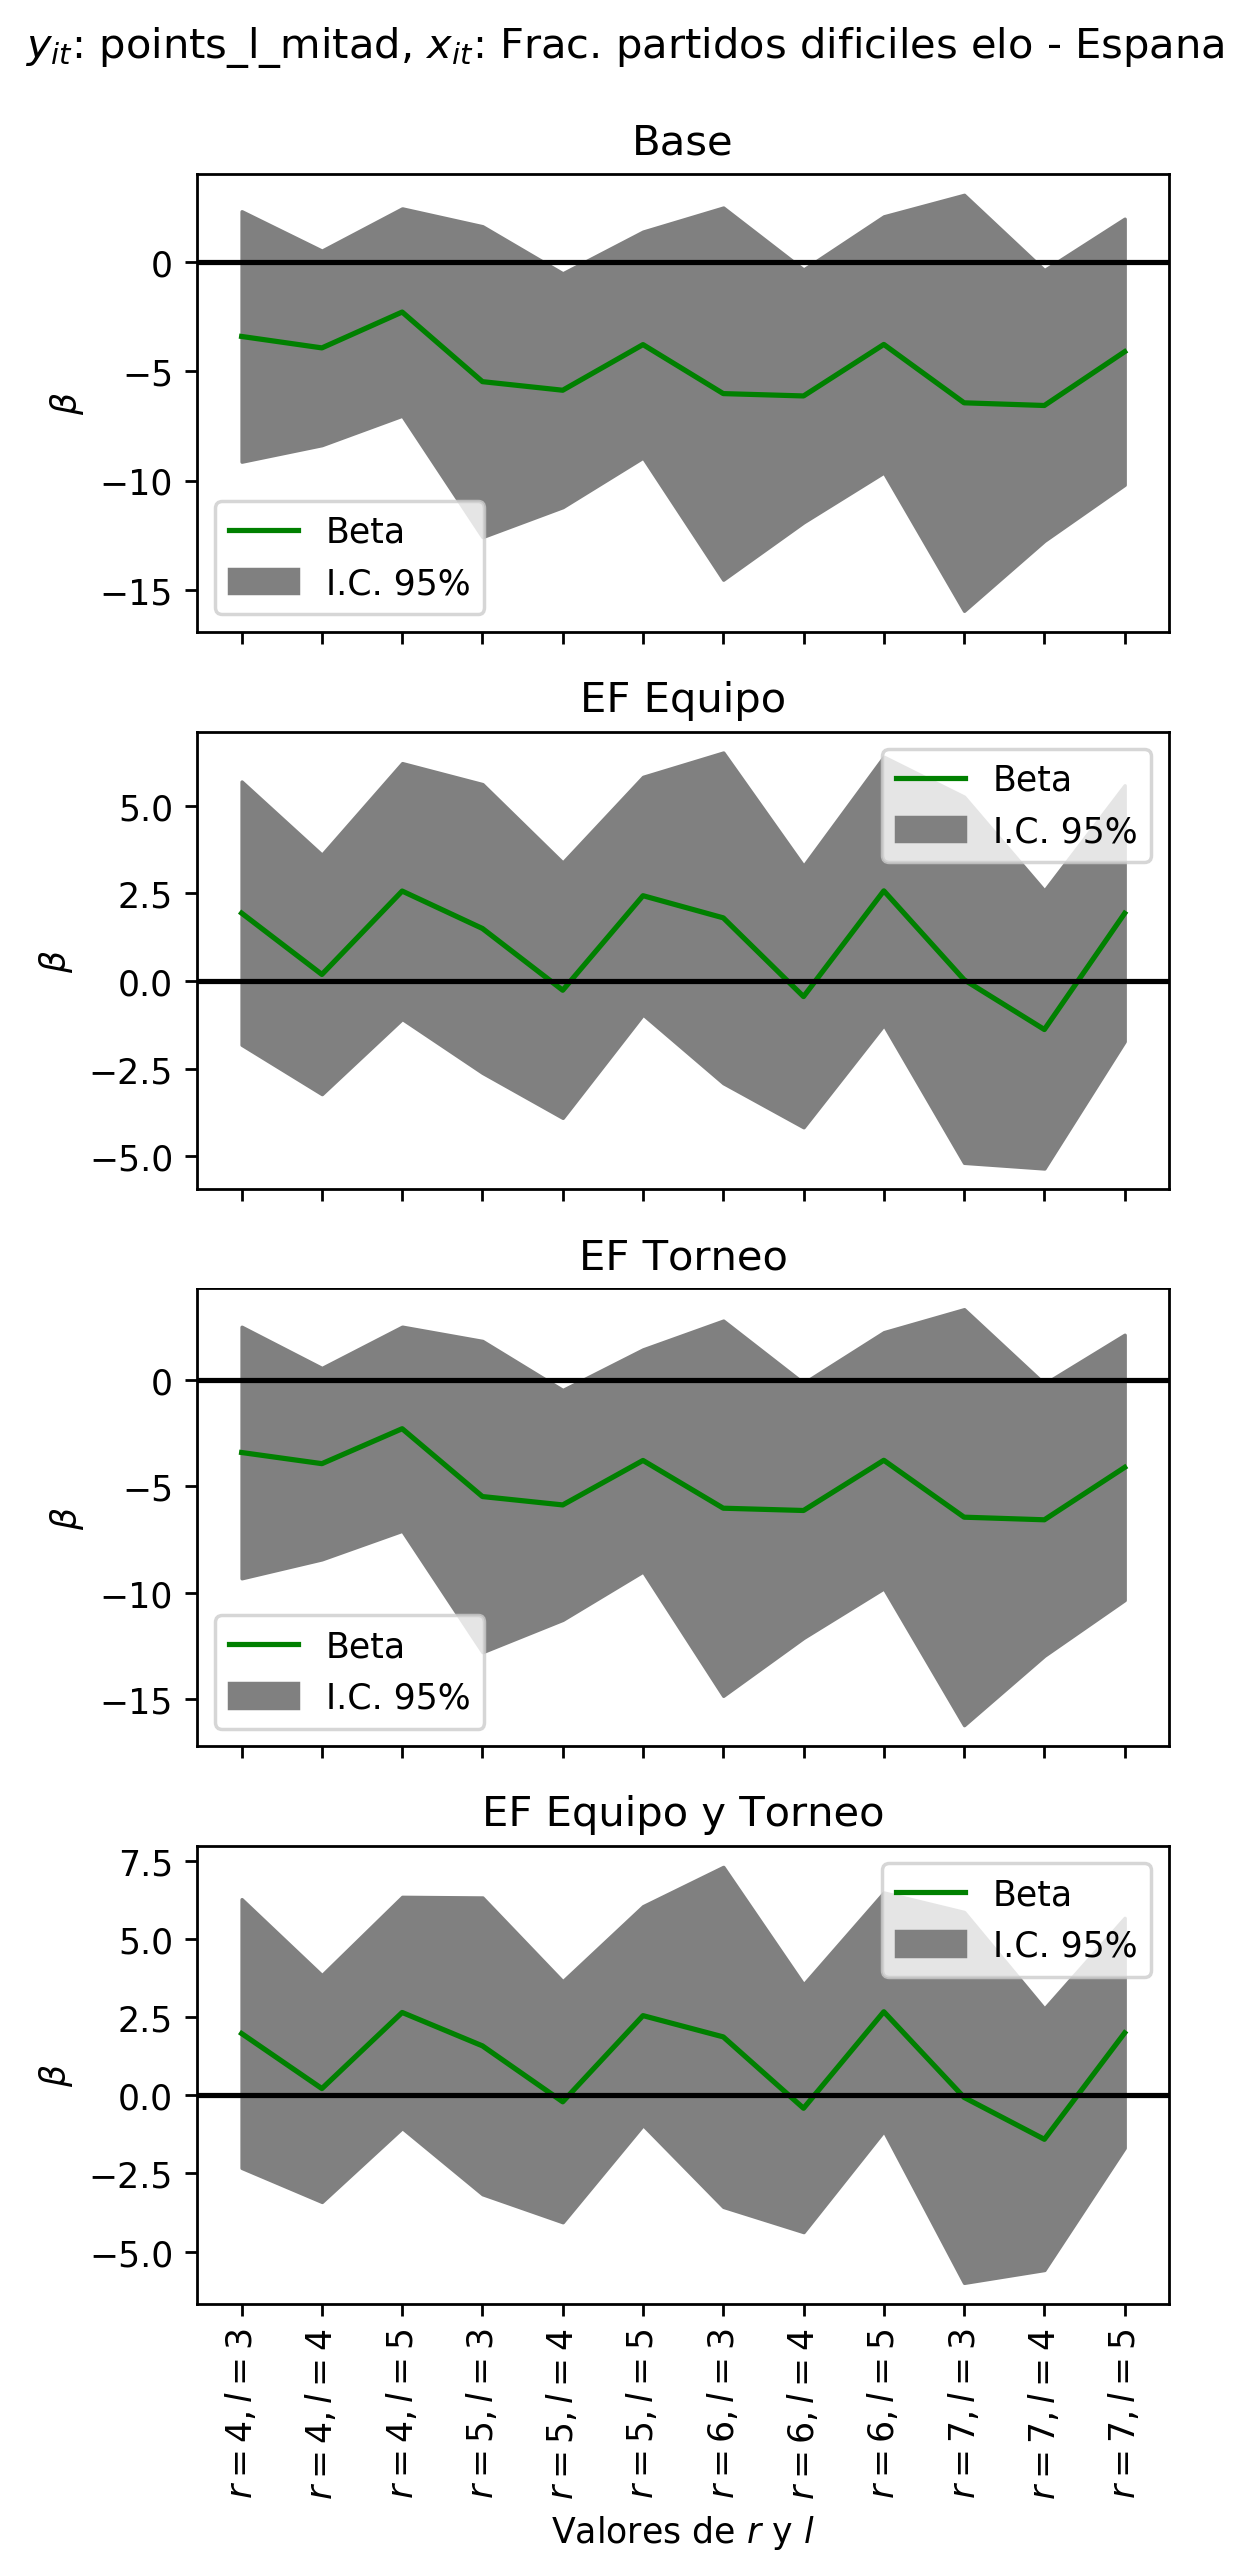 y_it: points_l_mitad, x_it: Frac. partidos dificiles elo - Espana
Base
0
−5
−10
−15
β
Beta
I.C. 95%
EF Equipo
5.0
2.5
0.0
−2.5
−5.0
β
Beta
I.C. 95%
EF Torneo
0
−5
−10
−15
β
Beta
I.C. 95%
EF Equipo y Torneo
7.5
5.0
2.5
0.0
−2.5
−5.0
β
Beta
I.C. 95%
r = 4, l = 3
r = 4, l = 4
r = 4, l = 5
r = 5, l = 3
r = 5, l = 4
r = 5, l = 5
r = 6, l = 3
r = 6, l = 4
r = 6, l = 5
r = 7, l = 3
r = 7, l = 4
r = 7, l = 5
Valores de r y l